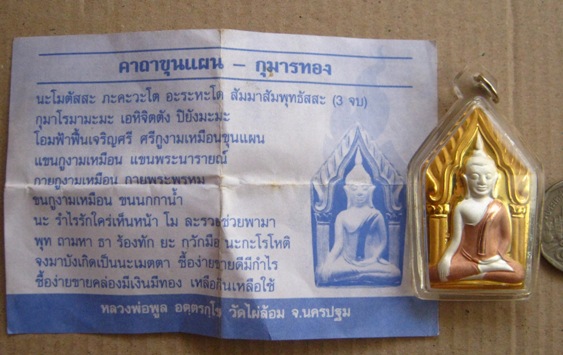 คาถาขุนแผน – กุมารทอง
นะโมตัสสะ ภะคะวะโต อะระหะโต สัมมาสัมพุทธัสสะ (3 จบ)
กุมาโรมามะมะ เอหิจิตตัง ปิยังมะมะ
โอมฟ้าฟื้นเจริญศรี ศรีกูงามเหมือนขุนแผน
แขนกูงามเหมือน แขนพระนารายณ์
กายกูงามเหมือน กายพระพรหม
ขนกูงามเหมือน ขนนกกาน้ำ
นะ รำไรรักใคร่เห็นหน้า โม ละรวยช่วยพามา
พุท ถามหา ธา ร้องทัก ยะ กวักมือ นะกะโรโหติ
จงมาบังเกิดเป็นนะเมตตา ซื้อง่ายขายดีมีกำไร
ซื้อง่ายขายคล่องมีเงินมีทอง เหลือกินเหลือใช้
หลวงพ่อพูล อตฺตรกฺโข วัดไผ่ล้อม จ.นครปฐม